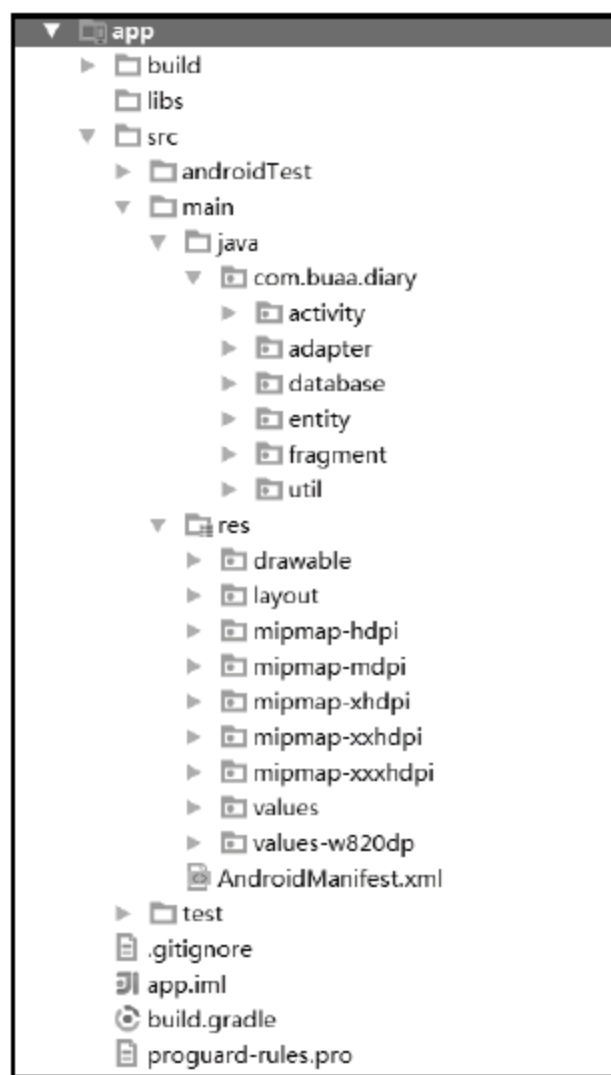 app
build
libs
src
androidTest
main
java
com.buaa.diary
activity
adapter
database
entity
fragment
util
res
drawable
layout
mipmap-hdpi
mipmap-mdpi
mipmap-xhdpi
mipmap-xxhdpi
mipmap-xxxhdpi
values
values-w820dp
AndroidManifest.xml
test
.gitignore
app.iml
build.gradle
proguard-rules.pro